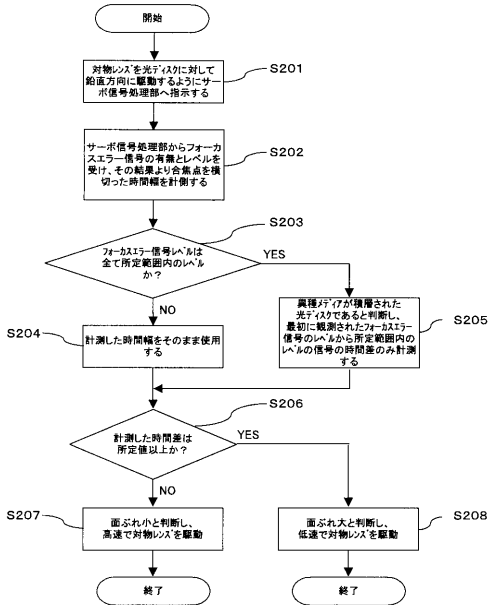 開始
対物レンズを光ディスクに対して
鉛直方向に駆動するようにサー
ボ信号処理部へ指示する
S201
サーボ信号処理部からフォーカ
スエラー信号の有無とレベルを
受け、その結果より合焦点を横
切った時間幅を計側する
S202
S203
フォーカスエラー信号レベルは
全て所定範囲内のレベル
か？
YES
NO
S204
計測した時間幅をそのまま使用
する
異種メディアが積層された
光ディスクであると判断し、
最初に観測されたフォーカスエラー
信号のレベルから所定範囲内の
レベルの信号の時間差のみ計測
する
S205
S206
計測した時間差は
所定値以上か？
YES
NO
S207
面ぶれ小と判断し、
高速で対物レンズを駆動
面ぶれ大と判断し、
低速で対物レンズを駆動
S208
終了
終了